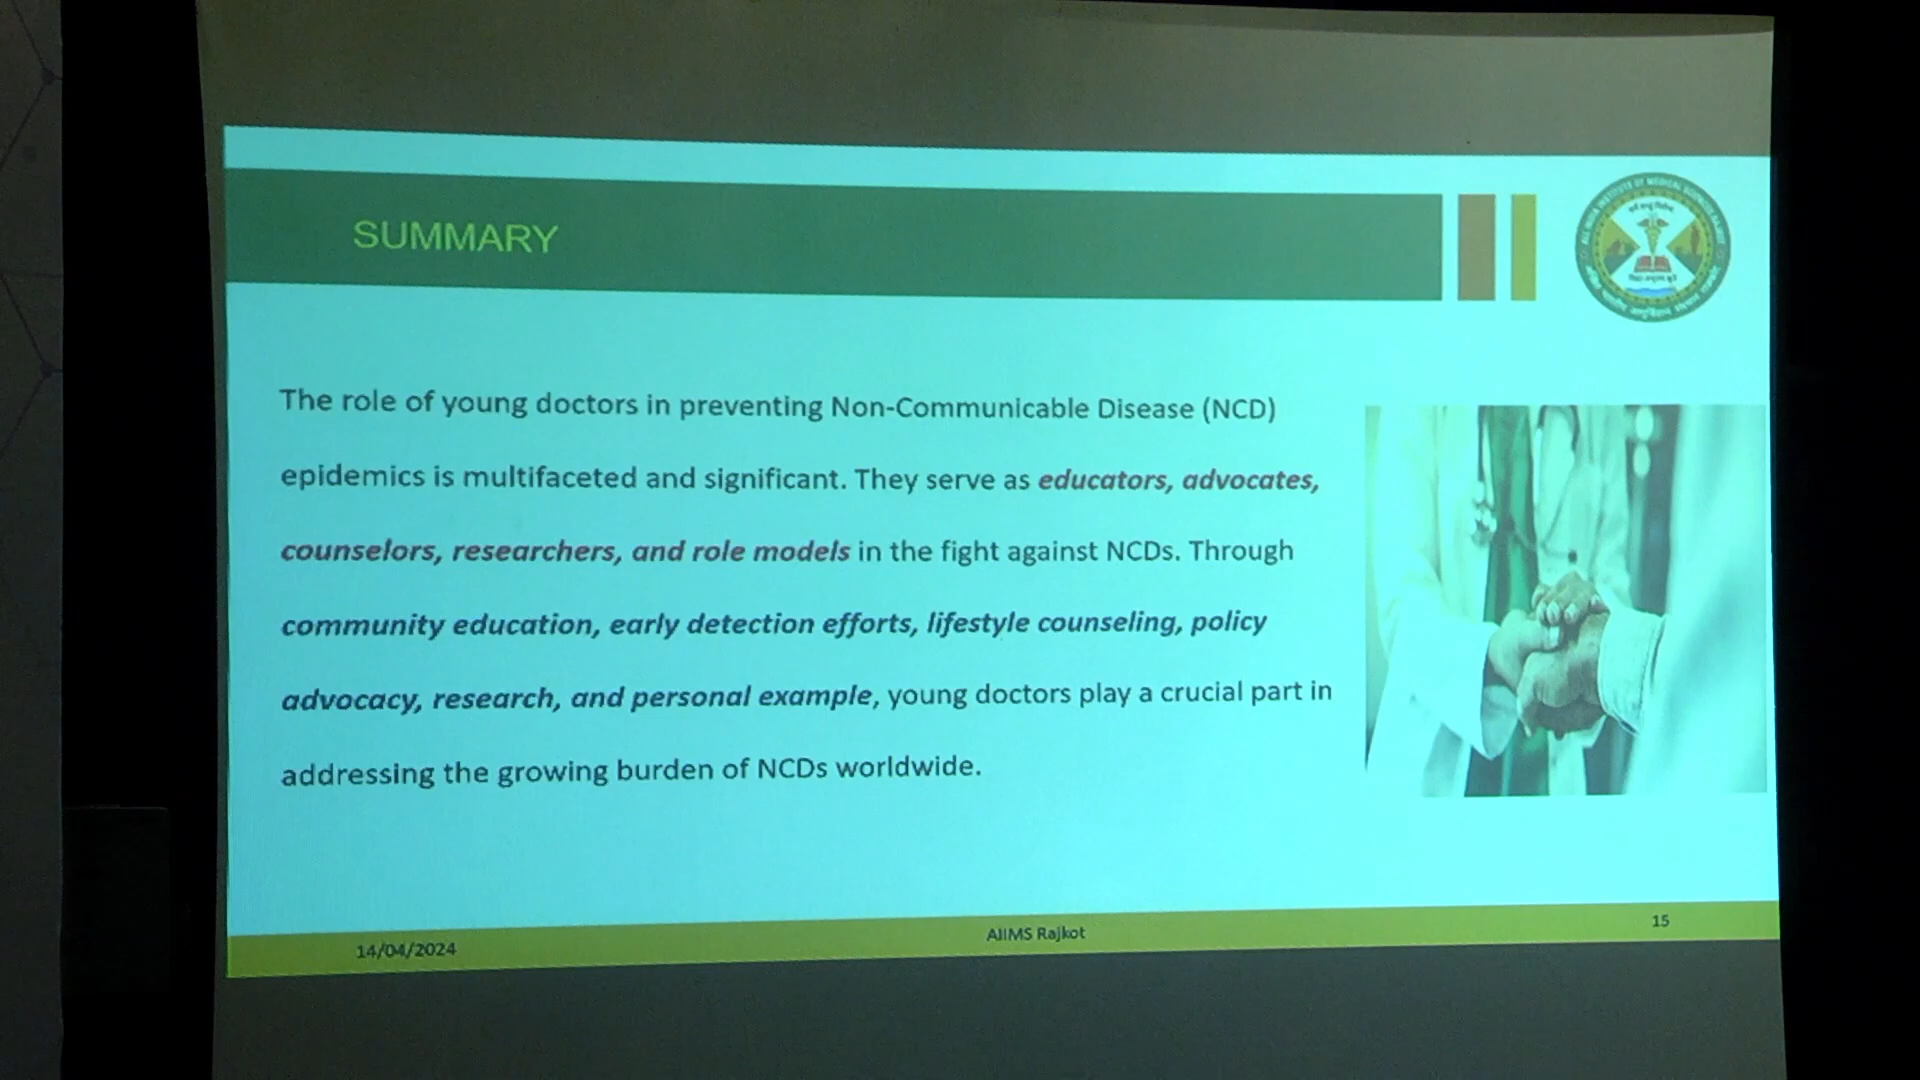 SUMMARY
The role of young doctors in preventing Non-Communicable Disease (NCD)
epidemics is multifaceted and significant. They serve as educators, advocates,
counselors, researchers, and role models in the fight against NCDs. Through
community education, early detection efforts, lifestyle counseling, policy
advocacy, research, and personal example, young doctors play a crucial part in
addressing the growing burden of NCDs worldwide.
14/04/2024
AIIMS Rajkot
15